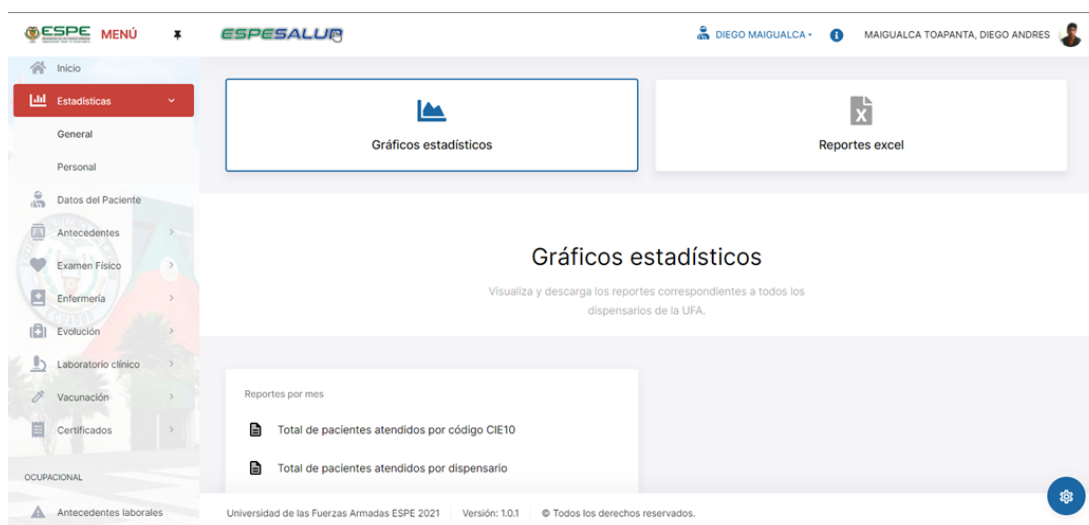 ESPE MENÚ
ESPESALUD
DIEGO MAIGUALCA
MAIGUALCA TOAPANTA, DIEGO ANDRES
Inicio
Estadísticas
General
Personal
Datos del Paciente
Antecedentes
Examen Físico
Enfermería
Evolución
Laboratorio clínico
Vacunación
Certificados
OCUPACIONAL
Antecedentes laborales
Gráficos estadísticos
Reportes excel
Gráficos estadísticos
Visualiza y descarga los reportes correspondientes a todos los
dispensarios de la UFA.
Reportes por mes
Total de pacientes atendidos por código CIE10
Total de pacientes atendidos por dispensario
Universidad de las Fuerzas Armadas ESPE 2021 Versión: 1.0.1 © Todos los derechos reservados.